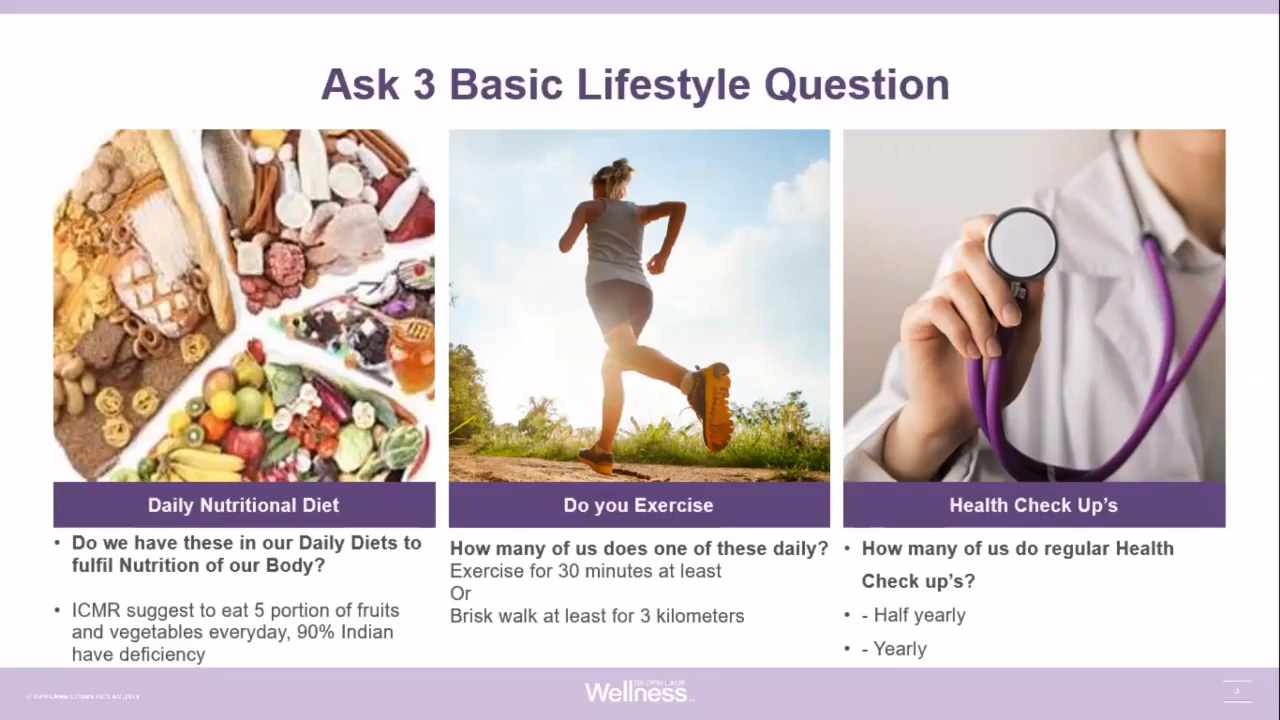 Ask 3 Basic Lifestyle Question
Daily Nutritional Diet
• Do we have these in our Daily Diets to
fulfil Nutrition of our Body?
• ICMR suggest to eat 5 portion of fruits
and vegetables everyday, 90% Indian
have deficiency
Do you Exercise
How many of us does one of these daily?
Exercise for 30 minutes at least
Or
Brisk walk at least for 3 kilometers
Health Check Up's
• How many of us do regular Health
Check up's?
• - Half yearly
• - Yearly
Wellness
4